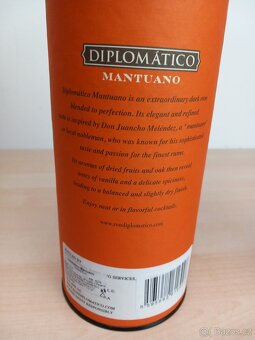 DIPLOMÁTICO
MANTUANO
Diplomático Mantuano is an extraordinary dark rum
blended to perfection. Its elegant and refined
taste is inspired by Don Juancho Meléndez, a "mantuano"
or local nobleman, who was known for his sophisticated
taste and passion for the finest rums.
Its aromas of dried fruits and oak then reveal
notes of vanilla and a delicate spiciness,
leading to a balanced and slightly dry finish.
Enjoy neat or in flavorful cocktails.
www.rondiplomatico.com
SERVICES,
RESPONSIBLY